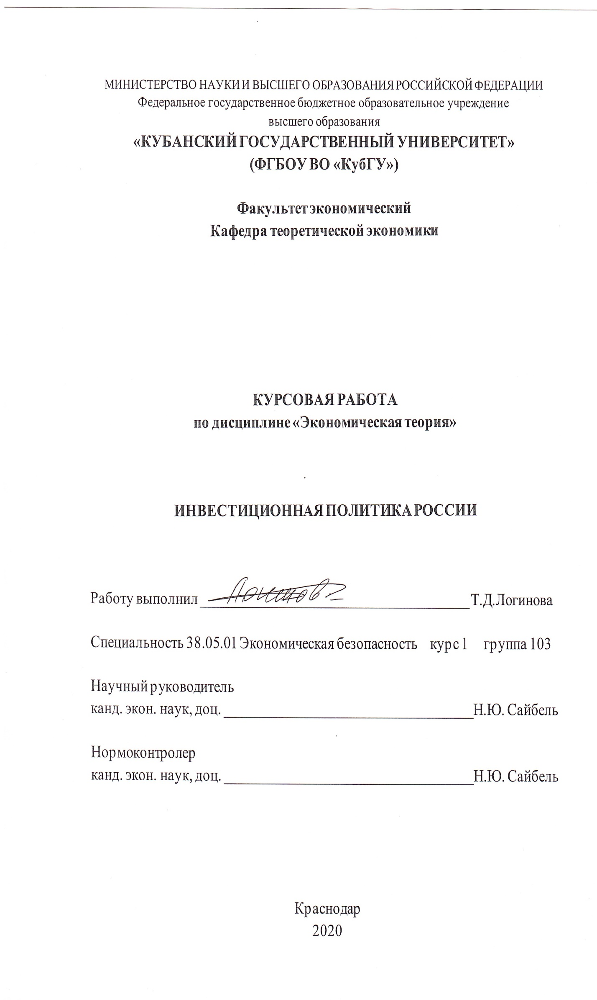 МИНИСТЕРСТВО НАУКИ И ВЫСШЕГО ОБРАЗОВАНИЯ РОССИЙСКОЙ ФЕДЕРАЦИИ
Федеральное государственное бюджетное образовательное учреждение
высшего образования
«КУБАНСКИЙ ГОСУДАРСТВЕННЫЙ УНИВЕРСИТЕТ»
(ФГБОУ ВО «КубГУ»)
Факультет экономический
Кафедра теоретической экономики
КУРСОВАЯ РАБОТА
по дисциплине «Экономическая теория»
ИНВЕСТИЦИОННАЯ ПОЛИТИКА РОССИИ
Работу выполнил Т.Д.Логинова
Специальность 38.05.01 Экономическая безопасность курс 1 группа 103
Научный руководитель
канд. экон. наук, доц. Н.Ю. Сайбель
Нормоконтролер
канд. экон. наук, доц. Н.Ю. Сайбель
Краснодар
2020